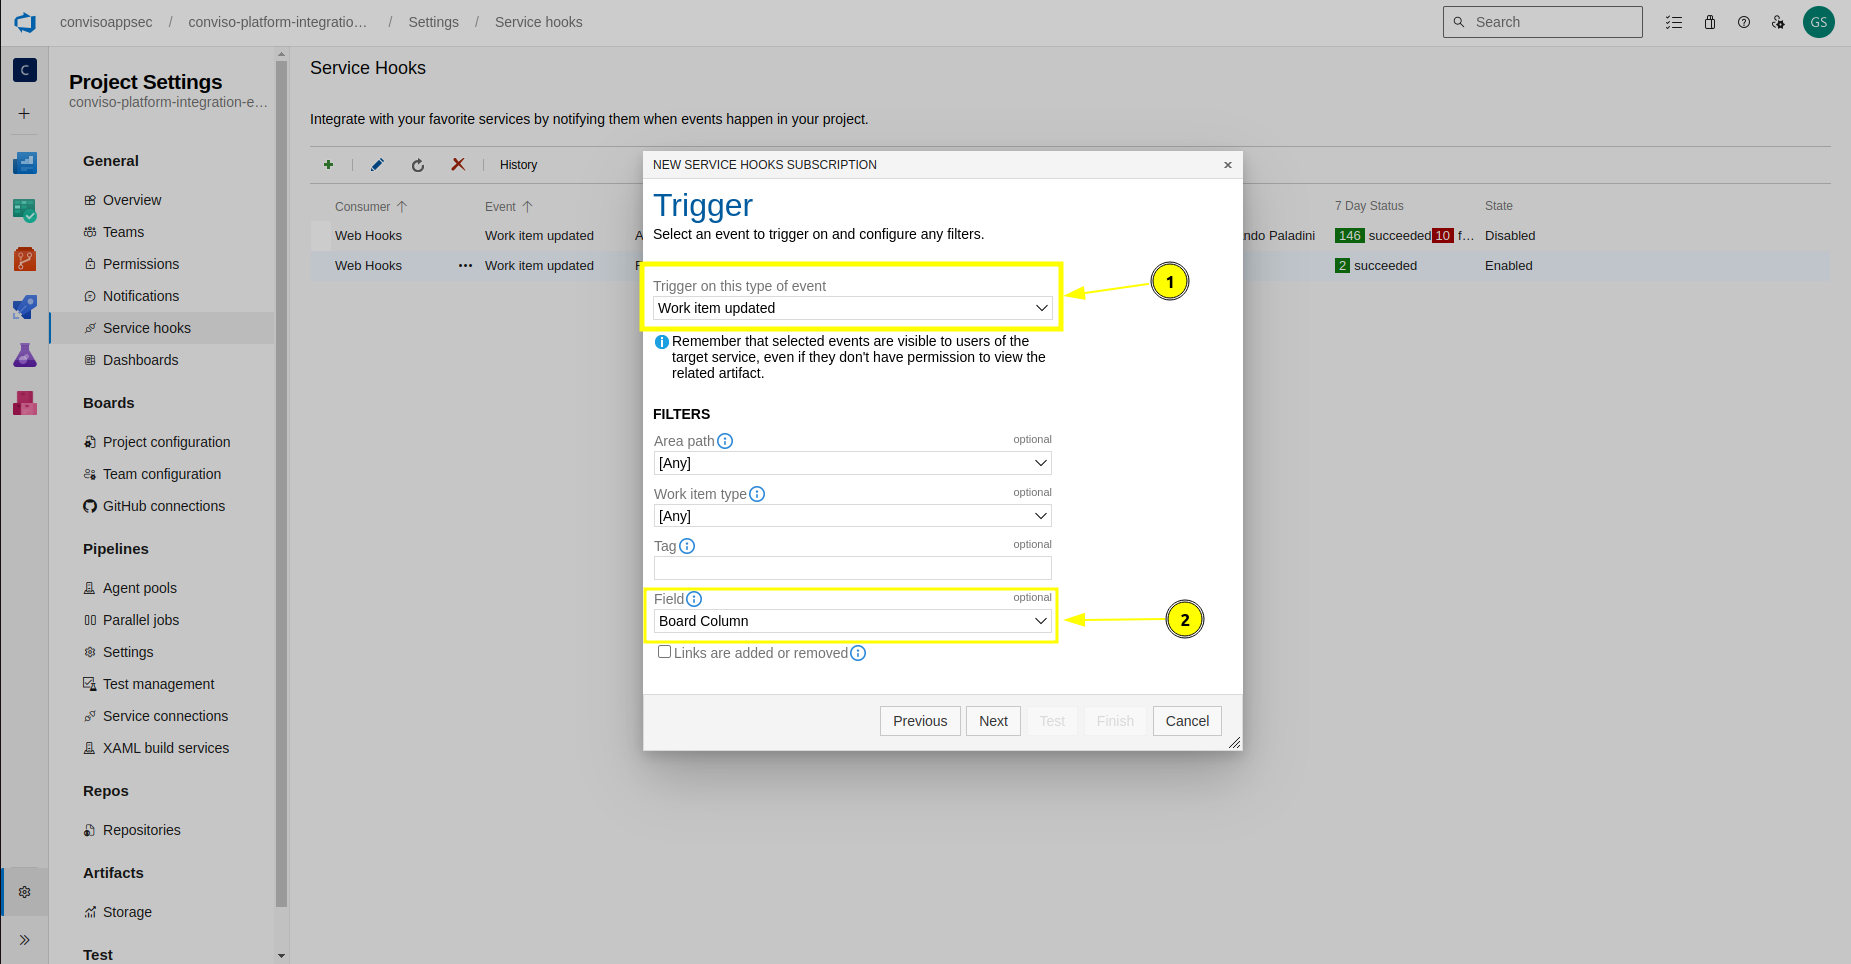 convisoappsec / conviso-platform-integratio… / Settings / Service hooks
Search
GS
C
Project Settings
conviso-platform-integration-e…
General
Overview
Teams
Permissions
Notifications
Service hooks
Dashboards
Boards
Project configuration
Team configuration
GitHub connections
Pipelines
Agent pools
Parallel jobs
Settings
Test management
Service connections
XAML build services
Repos
Repositories
Artifacts
Storage
Test
Service Hooks
Integrate with your favorite services by notifying them when events happen in your project.
History
Consumer Event 7 Day Status State
Web Hooks Work item updated A ndo Paladini 146 succeeded 10 f… Disabled
Web Hooks Work item updated 2 succeeded Enabled
NEW SERVICE HOOKS SUBSCRIPTION
Trigger
Select an event to trigger on and configure any filters.
Trigger on this type of event
Work item updated
1
Remember that selected events are visible to users of the
target service, even if they don't have permission to view the
related artifact.
FILTERS
Area path optional
[Any]
Work item type optional
[Any]
Tag optional
Field optional
Board Column
2
Links are added or removed
Previous Next Test Finish Cancel